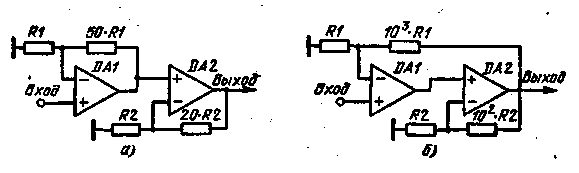 R1 50·R1
DA1
DA2
Выход
Вход
R2 20·R2
а)
R1 10³·R1
DA1
DA2
Выход
Вход
R2 10²·R2
б)